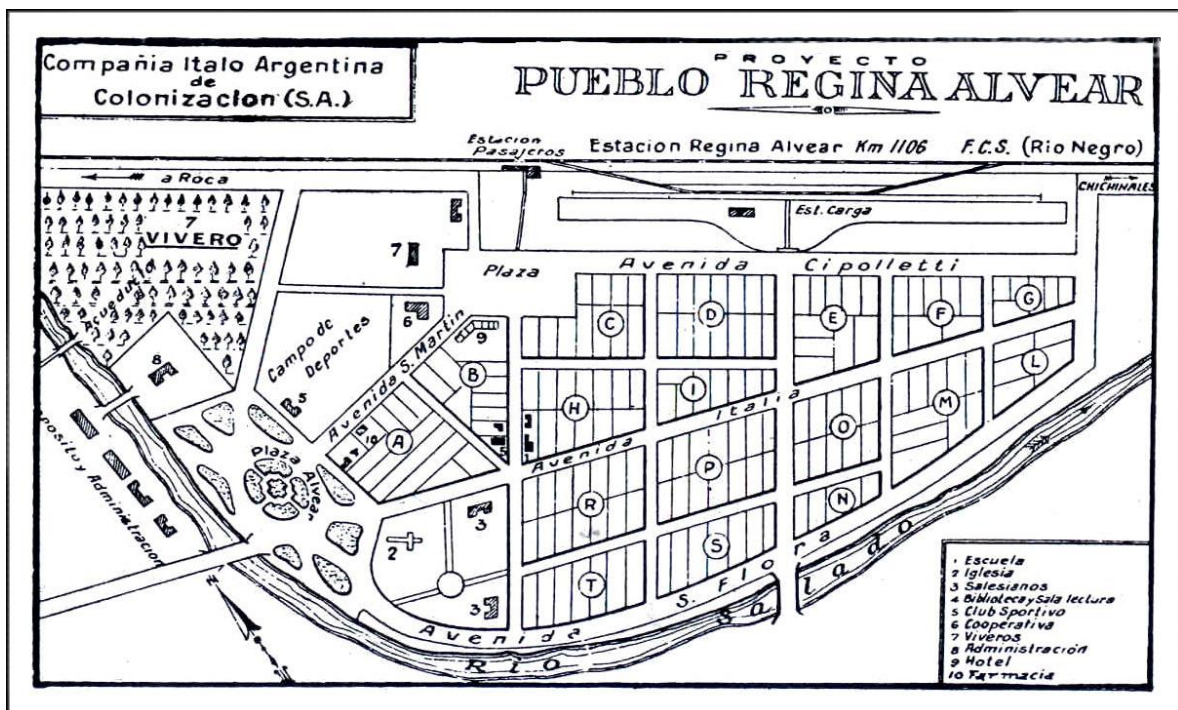 Compañia Italo Argentina
de
Colonizacion (S.A.)
PROYECTO
PUEBLO REGINA ALVEAR
Estacion
Pasajeros
Estacion Regina Alvear Km 1106 F.C.S. (Rio Negro)
a Roca
CHICHINALES
7
VIVERO
7
Est. Carga
Plaza
Avenida Cipolletti
Acueducto
6
Campo de
Deportes
Avenida S. Martin
9
8
5
10
4
A
B
C
D
E
F
G
H
I
L
M
N
O
P
R
S
T
1
Avenida Italia
Plaza Alvear
2
3
3
posito y Administracion
N
Avenida S. Flora
RIO Salado
1 Escuela
2 Iglesia
3 Salesianos
4 Biblioteca y Sala lectura
5 Club Sportivo
6 Cooperativa
7 Viveros
8 Administración
9 Hotel
10 Farmacia